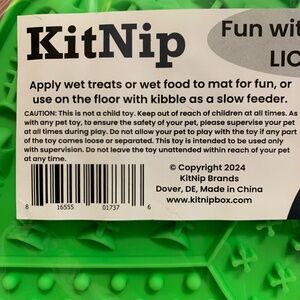 KitNip
Fun wit
LIC
Apply wet treats or wet food to mat for fun, or
use on the floor with kibble as a slow feeder.
CAUTION: This is not a child toy. Keep out of reach of children at all times. As
with any pet toy, to ensure the safety of your pet, please supervise your pet
at all times during play. Do not allow your pet to play with the toy if any part
of the toy comes loose or separated. This toy is intended to be used only
with supervision. Do not leave the toy unattended within reach of your pet
at any time.
© Copyright 2024
KitNip Brands
Dover, DE, Made in China
www.kitnipbox.com
8 16555 01737 6